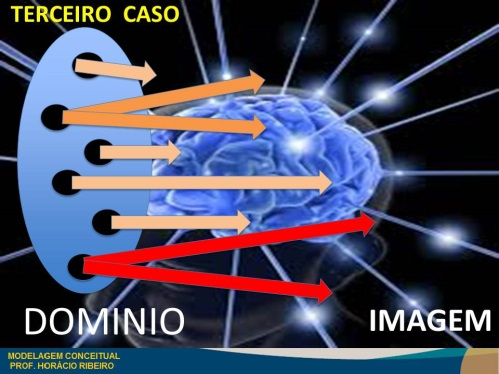 TERCEIRO CASO
DOMINIO
IMAGEM
MODELAGEM CONCEITUAL
PROF. HORÁCIO RIBEIRO